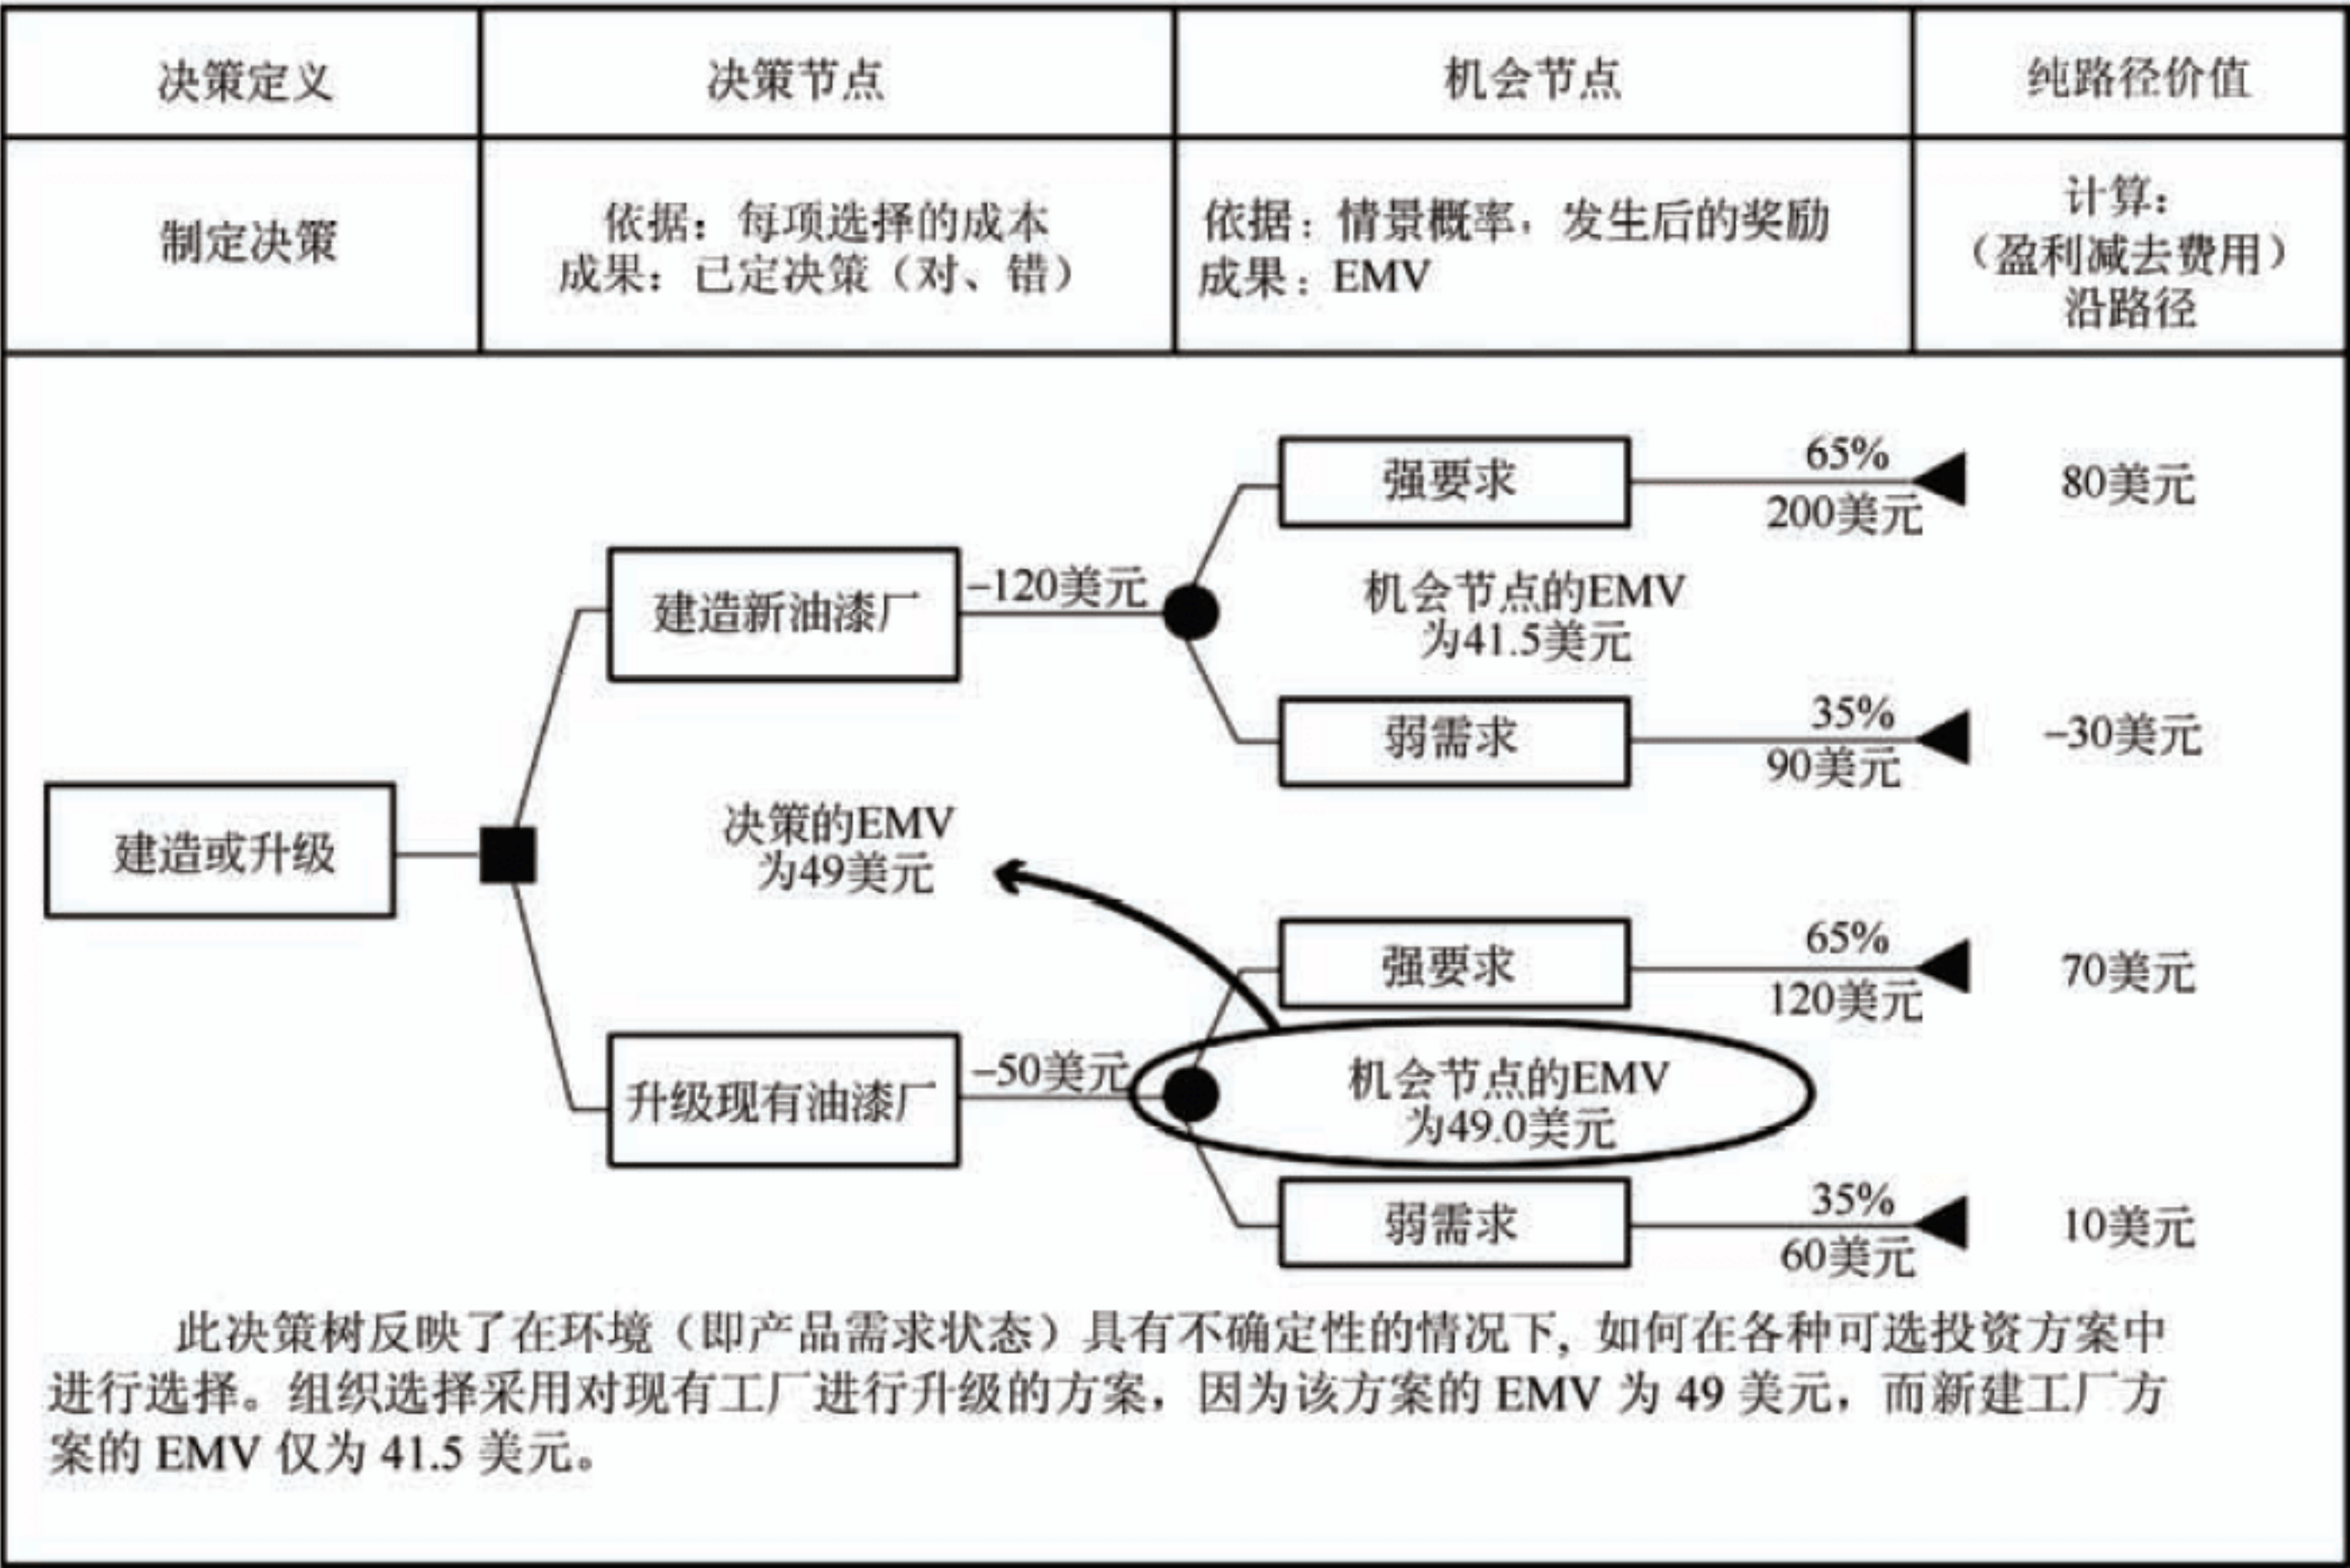 决策定义
决策节点
机会节点
纯路径价值
制定决策
依据：每项选择的成本
成果：已定决策（对、错）
依据：情景概率，发生后的奖励
成果：EMV
计算：
（盈利减去费用）
沿路径
强要求
65%
200美元
80美元
建造新油漆厂
–120美元
机会节点的EMV
为41.5美元
弱需求
35%
90美元
–30美元
建造或升级
决策的EMV
为49美元
强要求
65%
120美元
70美元
升级现有油漆厂
–50美元
机会节点的EMV
为49.0美元
弱需求
35%
60美元
10美元
此决策树反映了在环境（即产品需求状态）具有不确定性的情况下，如何在各种可选投资方案中
进行选择。组织选择采用对现有工厂进行升级的方案，因为该方案的 EMV 为 49 美元，而新建工厂方
案的 EMV 仅为 41.5 美元。